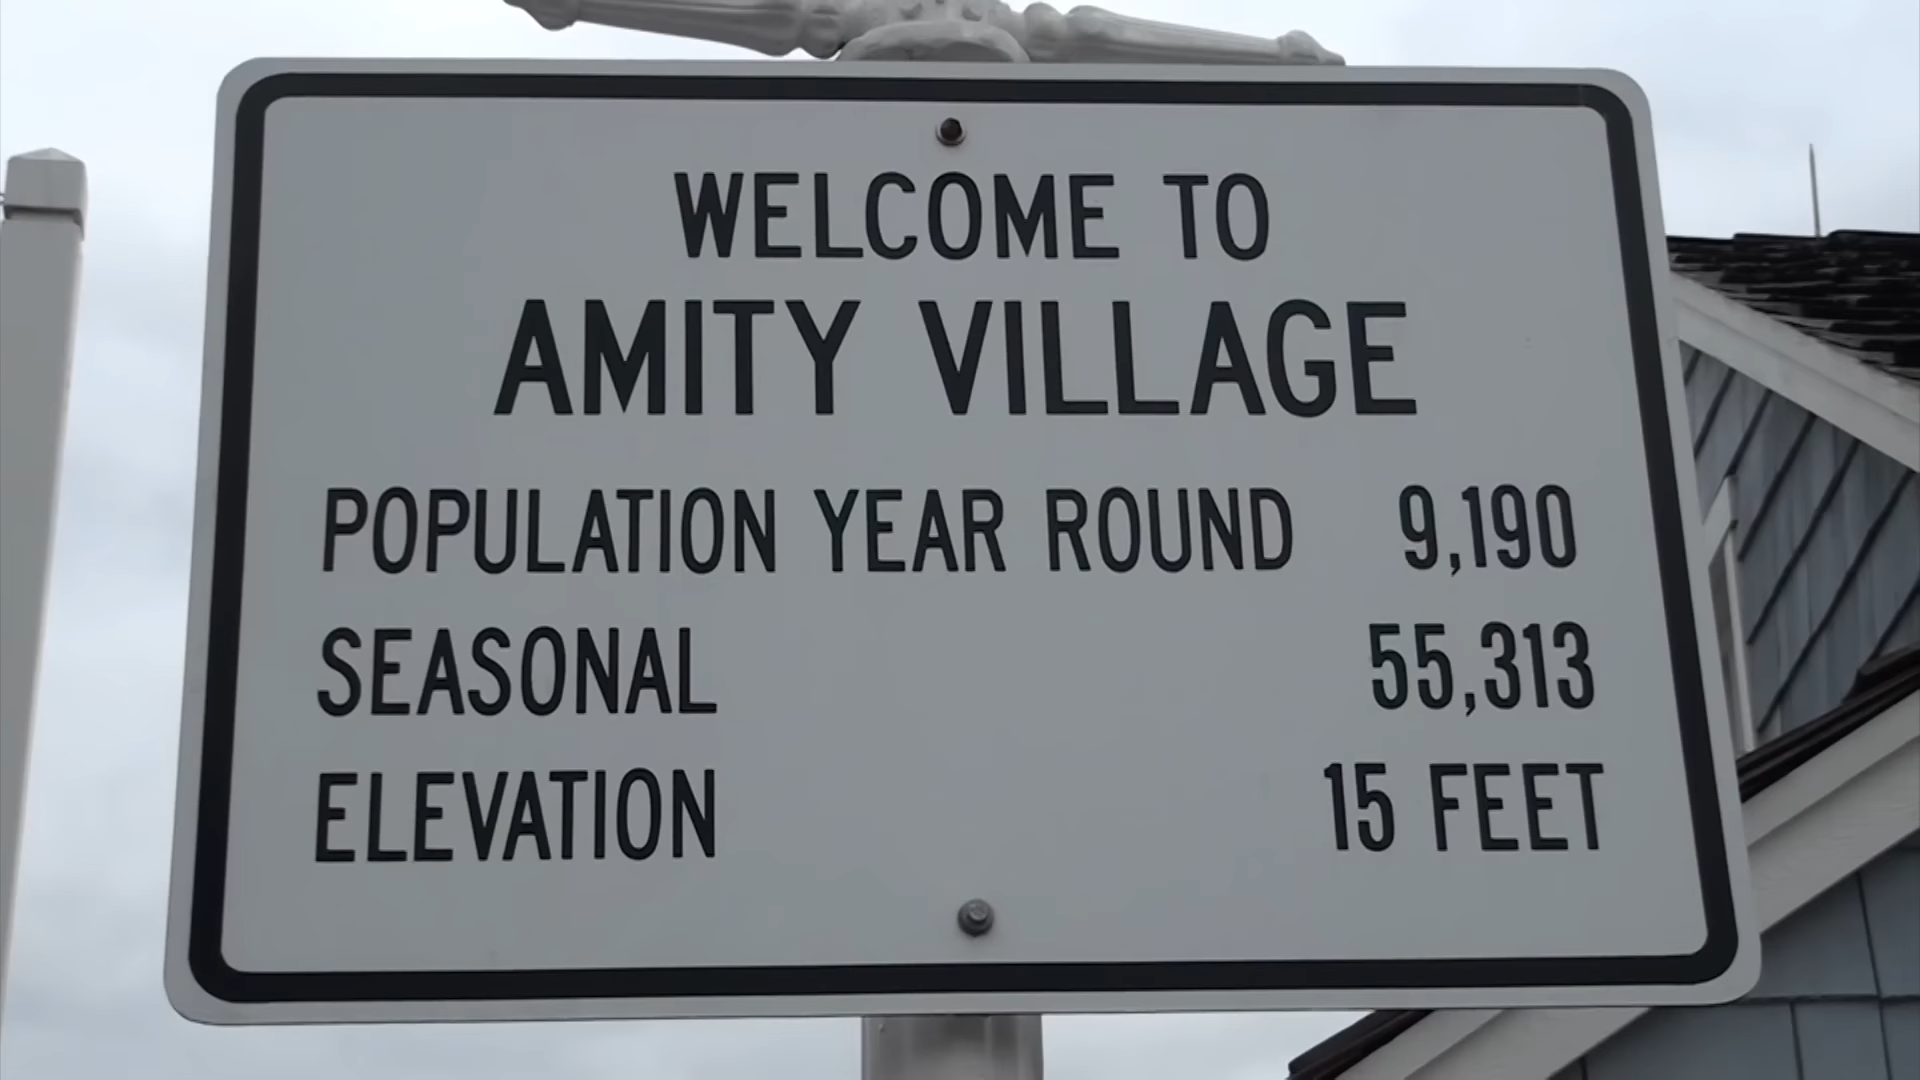 WELCOME TO
AMITY VILLAGE
POPULATION YEAR ROUND 9,190
SEASONAL 55,313
ELEVATION 15 FEET